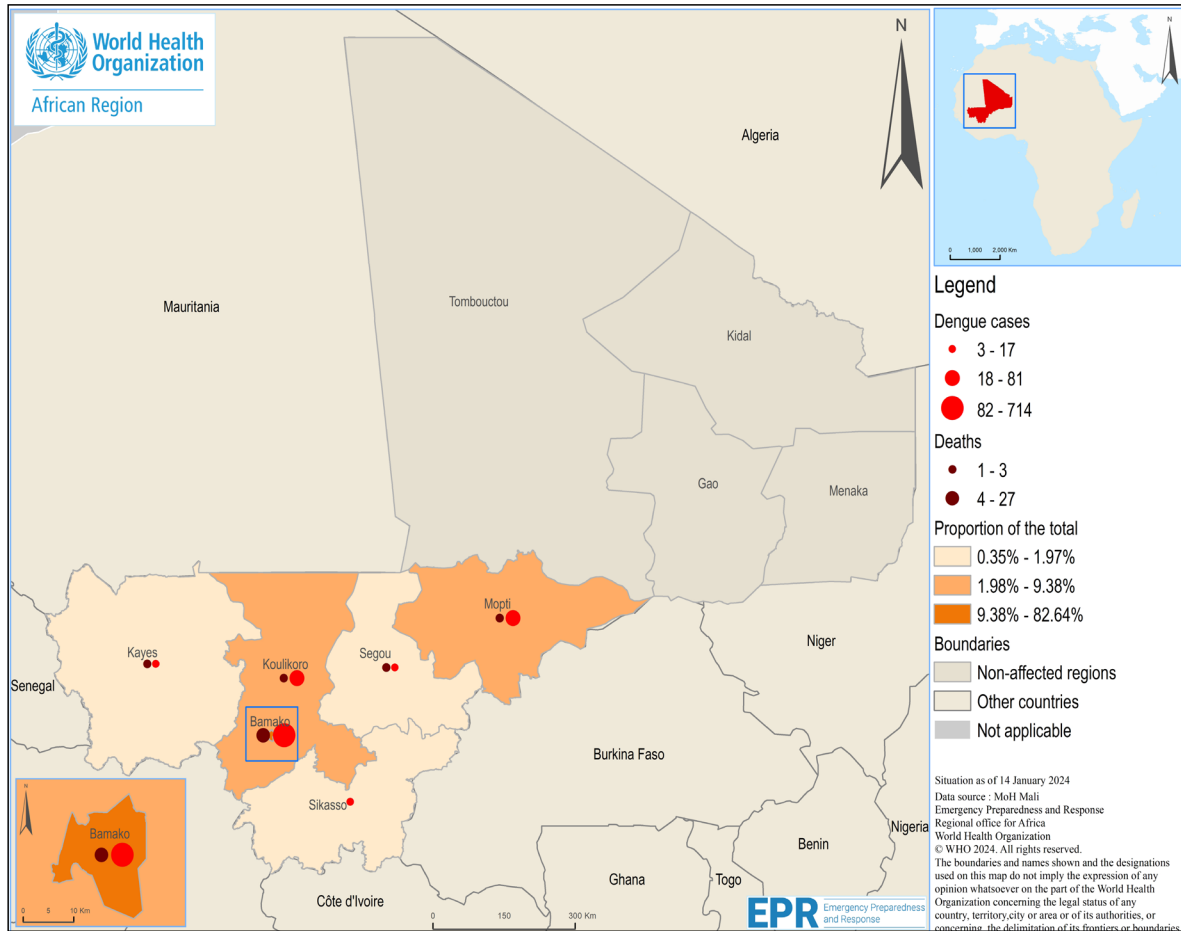 World Health
Organization
African Region
N
Algeria
Mauritania
Tombouctou
Kidal
Gao
Menaka
Mopti
Niger
Kayes
Koulikoro
Segou
Senegal
Bamako
Burkina Faso
Sikasso
Benin
Nigeria
Ghana
Togo
Côte d'Ivoire
0 150 300 Km
EPR Emergency Preparedness
and Response
N
Bamako
0 5 10 Km
N
0 1,000 2,000 Km
Legend
Dengue cases
3 - 17
18 - 81
82 - 714
Deaths
1 - 3
4 - 27
Proportion of the total
0.35% - 1.97%
1.98% - 9.38%
9.38% - 82.64%
Boundaries
Non-affected regions
Other countries
Not applicable
Situation as of 14 January 2024
Data source : MoH Mali
Emergency Preparedness and Response
Regional office for Africa
World Health Organization
© WHO 2024. All rights reserved.
The boundaries and names shown and the designations
used on this map do not imply the expression of any
opinion whatsoever on the part of the World Health
Organization concerning the legal status of any
country, territory,city or area or of its authorities, or
concerning, the delimitation of its frontiers or boundaries